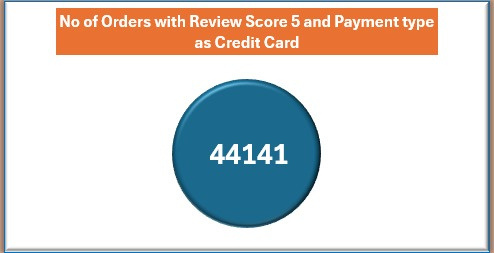 No of Orders with Review Score 5 and Payment type
as Credit Card
44141